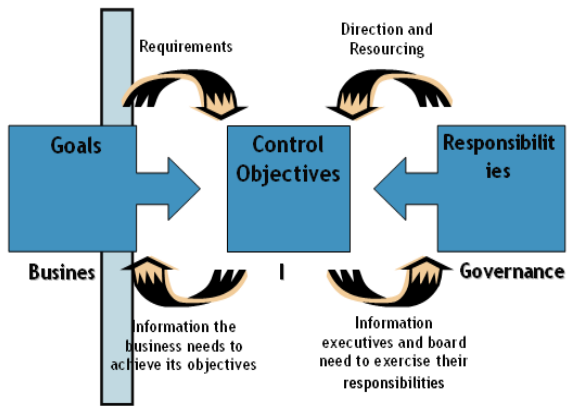 Requirements
Direction and
Resourcing
Goals
Control
Objectives
Responsibilit
ies
Busines
I
Governance
Information the
business needs to
achieve its objectives
Information
executives and board
need to exercise their
responsibilities